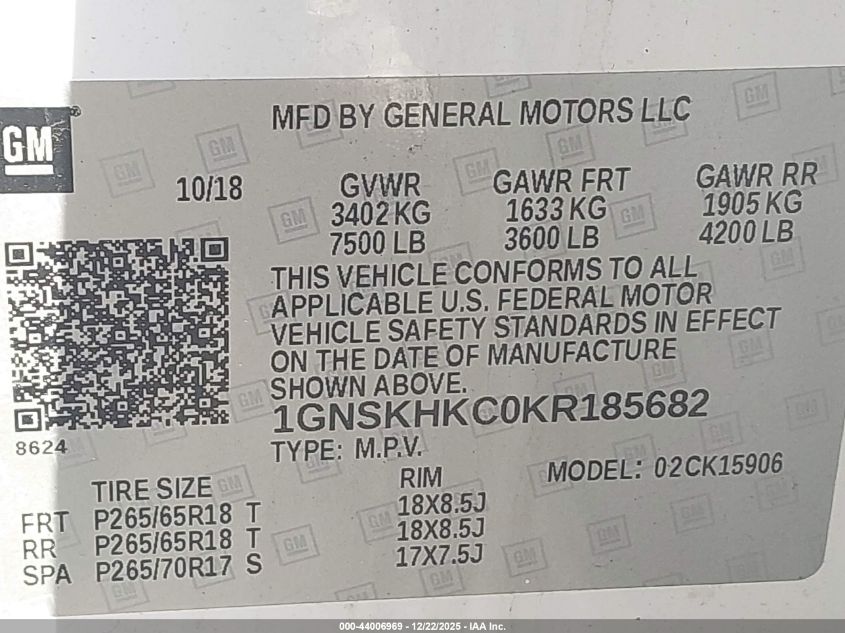 MFD BY GENERAL MOTORS LLC
GM
10/18 GVWR GAWR FRT GAWR RR
3402 KG 1633 KG 1905 KG
7500 LB 3600 LB 4200 LB
THIS VEHICLE CONFORMS TO ALL
APPLICABLE U.S. FEDERAL MOTOR
VEHICLE SAFETY STANDARDS IN EFFECT
ON THE DATE OF MANUFACTURE
SHOWN ABOVE.
1GNSKHKC0KR185682
8624
TYPE: M.P.V.
MODEL: 02CK15906
TIRE SIZE RIM
FRT P265/65R18 T 18X8.5J
RR P265/65R18 T 18X8.5J
SPA P265/70R17 S 17X7.5J
000-44006969 - 12/22/2025 - IAA Inc.